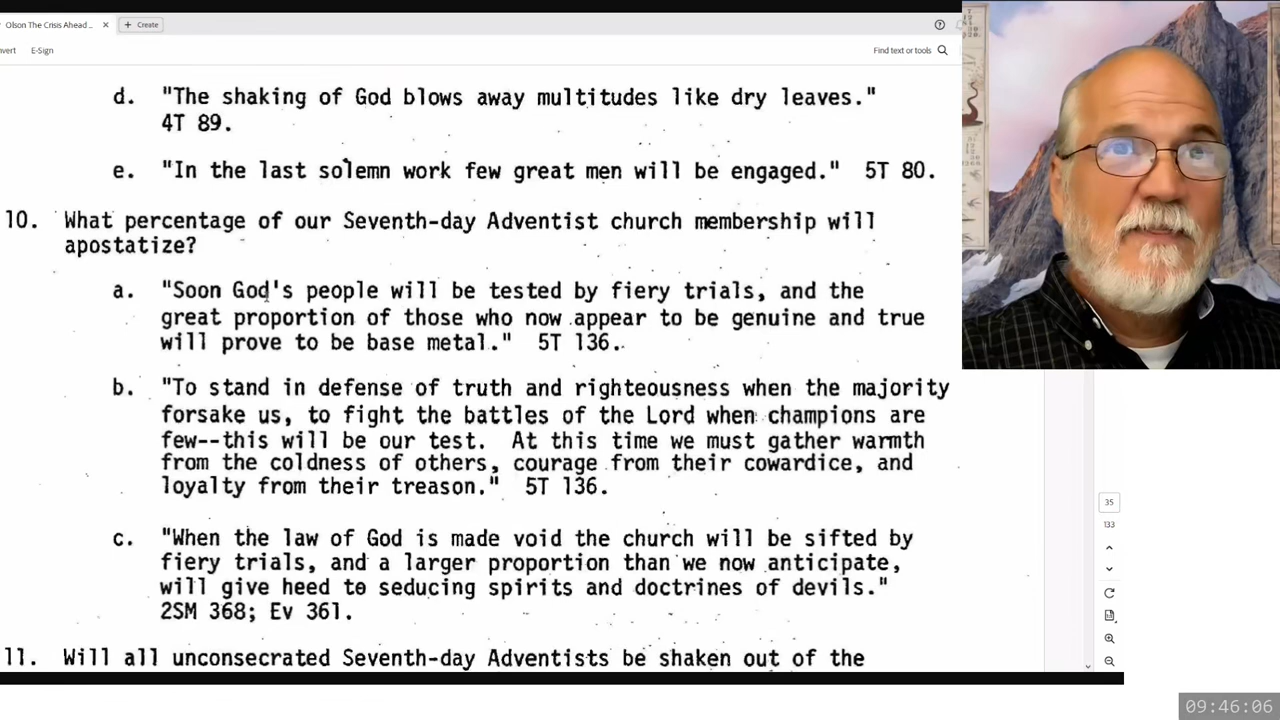 Olson The Crisis Ahead ...
Create
nvert
E-Sign
Find text or tools
d. "The shaking of God blows away multitudes like dry leaves."
4T 89.
e. "In the last solemn work few great men will be engaged." 5T 80.
10. What percentage of our Seventh-day Adventist church membership will
apostatize?
a. "Soon God's people will be tested by fiery trials, and the
great proportion of those who now appear to be genuine and true
will prove to be base metal." 5T 136.
b. "To stand in defense of truth and righteousness when the majority
forsake us, to fight the battles of the Lord when champions are
few--this will be our test. At this time we must gather warmth
from the coldness of others, courage from their cowardice, and
loyalty from their treason." 5T 136.
c. "When the law of God is made void the church will be sifted by
fiery trials, and a larger proportion than we now anticipate,
will give heed to seducing spirits and doctrines of devils."
2SM 368; Ev 361.
11. Will all unconsecrated Seventh-day Adventists be shaken out of the
35
133
09:46:06